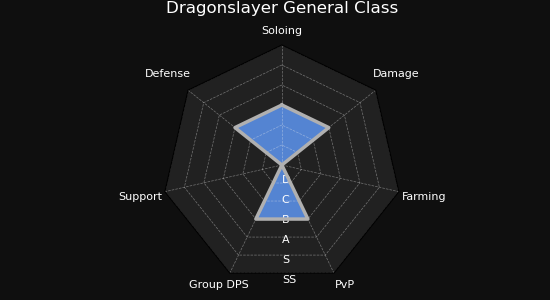 Dragonslayer General Class
Soloing
Defense
Damage
Support
Farming
D
C
B
A
S
SS
Group DPS
PvP